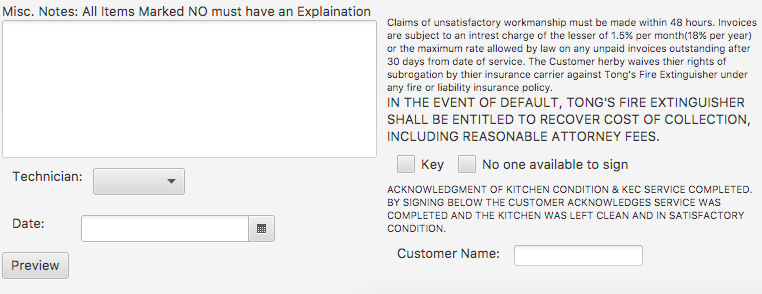 Misc. Notes: All Items Marked NO must have an Explaination
Technician:
Date:
Preview
Claims of unsatisfactory workmanship must be made within 48 hours. Invoices
are subject to an intrest charge of the lesser of 1.5% per month(18% per year)
or the maximum rate allowed by law on any unpaid invoices outstanding after
30 days from date of service. The Customer herby waives thier rights of
subrogation by thier insurance carrier against Tong's Fire Extinguisher under
any fire or liability insurance policy.
IN THE EVENT OF DEFAULT, TONG'S FIRE EXTINGUISHER
SHALL BE ENTITLED TO RECOVER COST OF COLLECTION,
INCLUDING REASONABLE ATTORNEY FEES.
Key No one available to sign
ACKNOWLEDGMENT OF KITCHEN CONDITION & KEC SERVICE COMPLETED.
BY SIGNING BELOW THE CUSTOMER ACKNOWLEDGES SERVICE WAS
COMPLETED AND THE KITCHEN WAS LEFT CLEAN AND IN SATISFACTORY
CONDITION.
Customer Name: